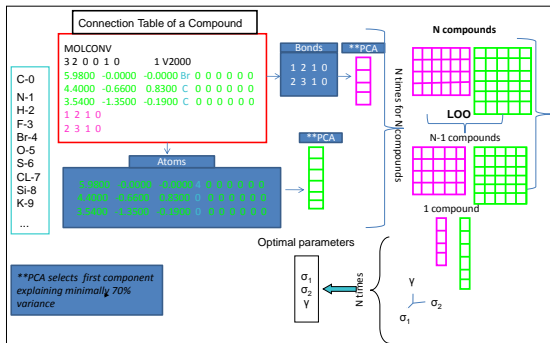 Connection Table of a Compound
MOLCONV
3 2 0 0 1 0 1 V2000
5.9800 -0.0000 -0.0000 Br 0 0 0 0 0 0
4.4000 -0.6600 0.8300 C 0 0 0 0 0 0
3.5400 -1.3500 -0.1900 C 0 0 0 0 0 0
1 2 1 0
2 3 1 0
Bonds
1 2 1 0
2 3 1 0
**PCA
C-0
N-1
H-2
F-3
Br-4
O-5
S-6
CL-7
Si-8
K-9
...
Atoms
5.9800 -0.0000 -0.0000 4 0 0 0 0 0 0
4.4000 -0.6600 0.8300 0 0 0 0 0 0 0
3.5400 -1.3500 -0.1900 0 0 0 0 0 0 0
**PCA
N times for N compounds
N compounds
LOO
N-1 compounds
1 compound
Optimal parameters
σ1
σ2
γ
N times
γ
σ2
σ1
**PCA selects first component
explaining minimally 70%
variance